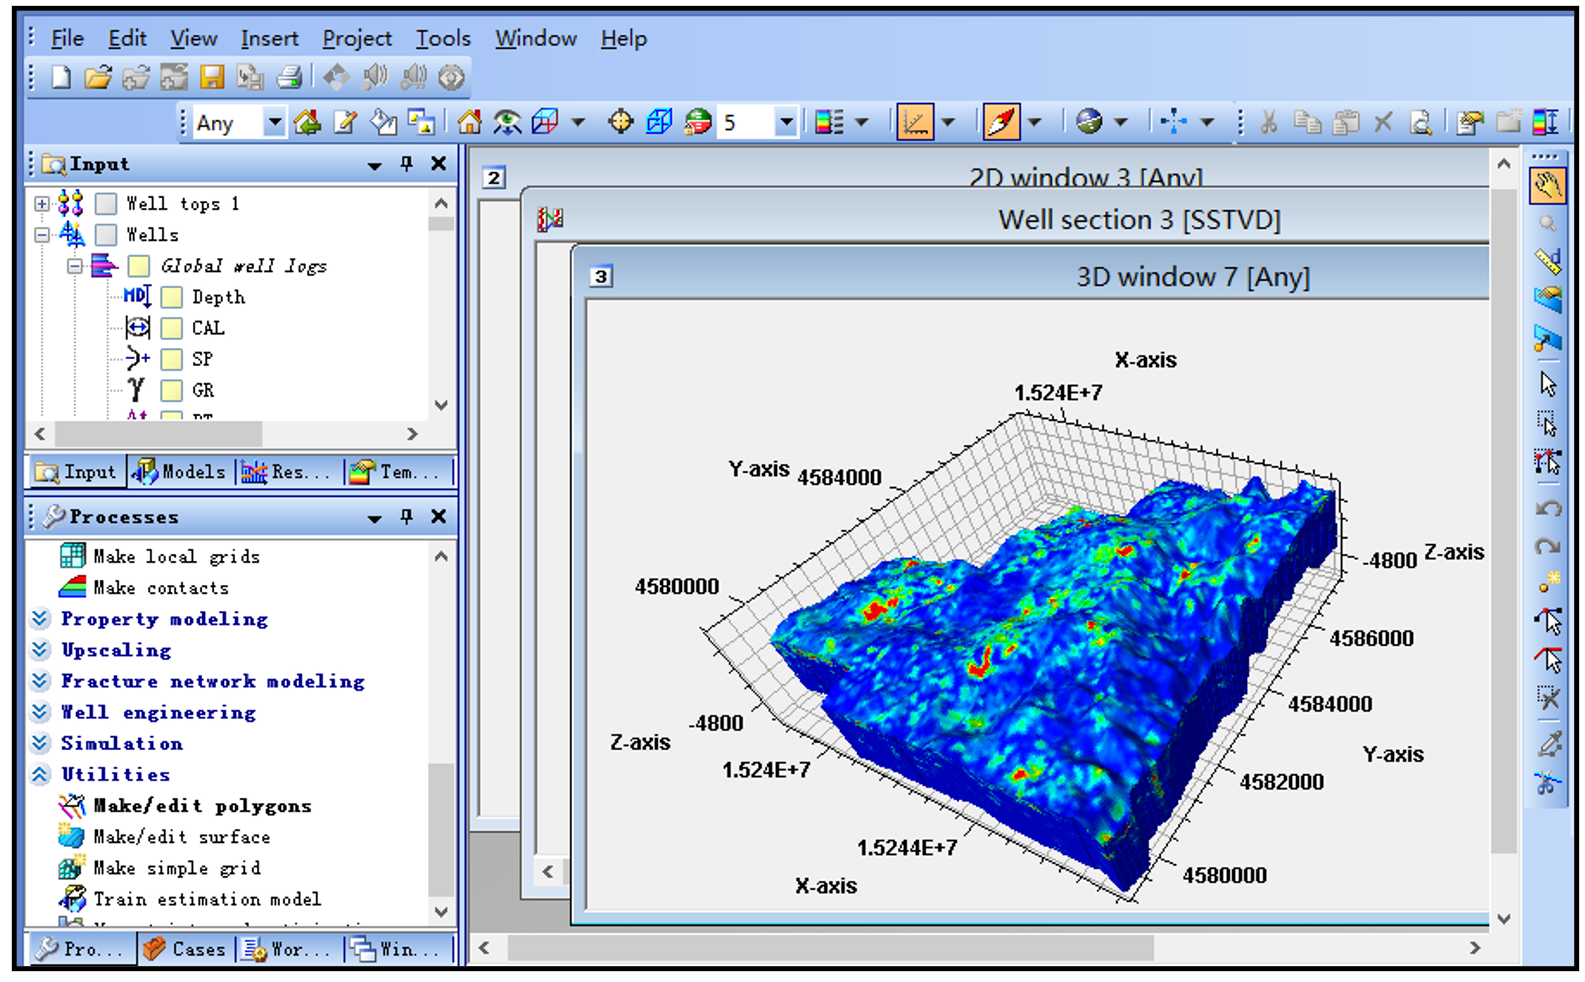 File Edit View Insert Project Tools Window Help
Any 5
Input
Well tops 1
Wells
Global well logs
MD Depth
CAL
SP
γ GR
Input Models Res... Tem...
Processes
Make local grids
Make contacts
Property modeling
Upscaling
Fracture network modeling
Well engineering
Simulation
Utilities
Make/edit polygons
Make/edit surface
Make simple grid
Train estimation model
Pro... Cases Wor... Win...
2 2D window 3 [Any]
Well section 3 [SSTVD]
3 3D window 7 [Any]
X-axis
1.524E+7
Y-axis 4584000
4580000
-4800 Z-axis
4586000
4584000
-4800
Z-axis
Y-axis
1.524E+7
4582000
1.5244E+7
4580000
X-axis